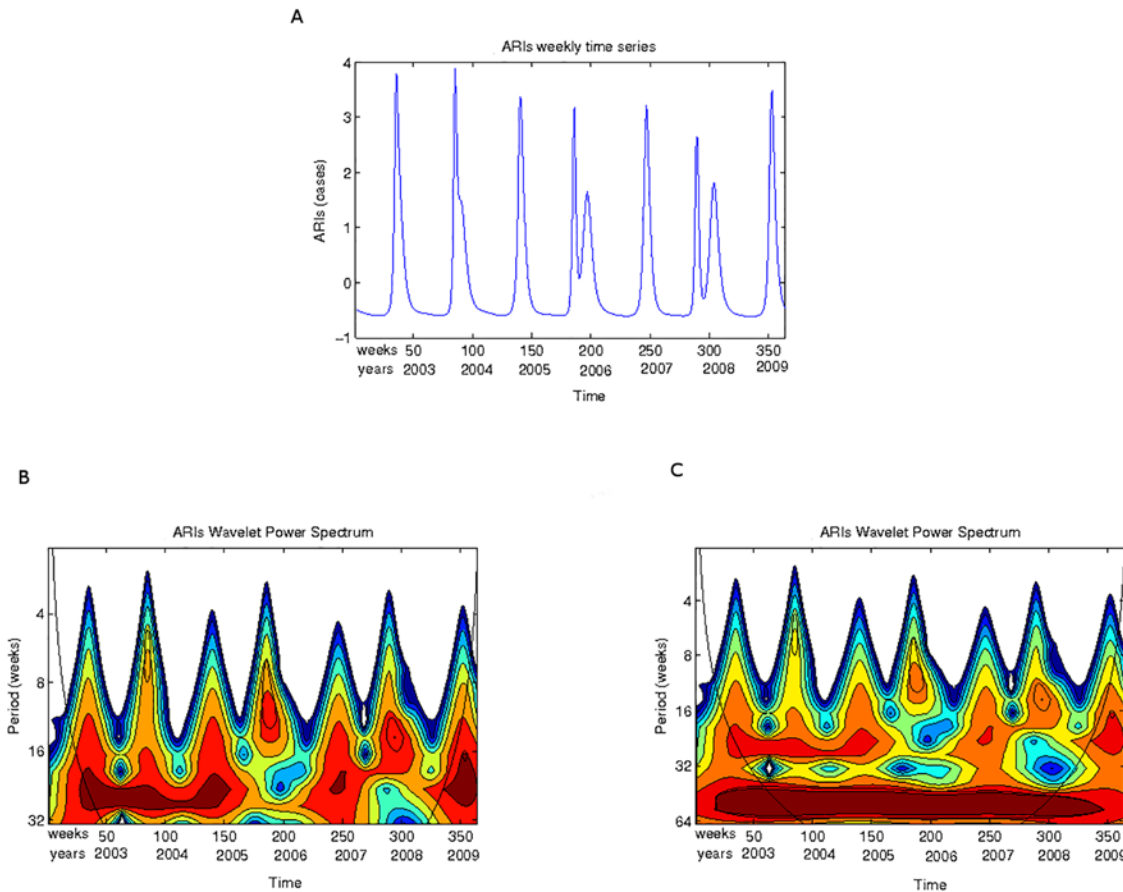 A
ARIs weekly time series
4
3
2
1
0
−1
ARIs (cases)
weeks 50 100 150 200 250 300 350
years 2003 2004 2005 2006 2007 2008 2009
Time
B
ARIs Wavelet Power Spectrum
4
8
16
32
Period (weeks)
weeks 50 100 150 200 250 300 350
years 2003 2004 2005 2006 2007 2008 2009
Time
C
ARIs Wavelet Power Spectrum
4
8
16
32
64
Period (weeks)
weeks 50 100 150 200 250 300 350
years 2003 2004 2005 2006 2007 2008 2009
Time